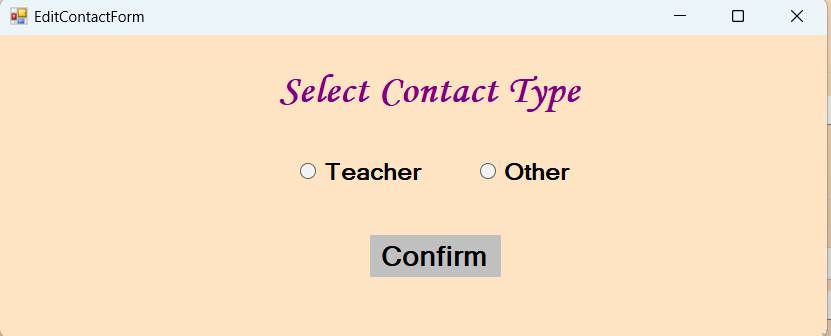 EditContactForm
Select Contact Type
Teacher Other
Confirm